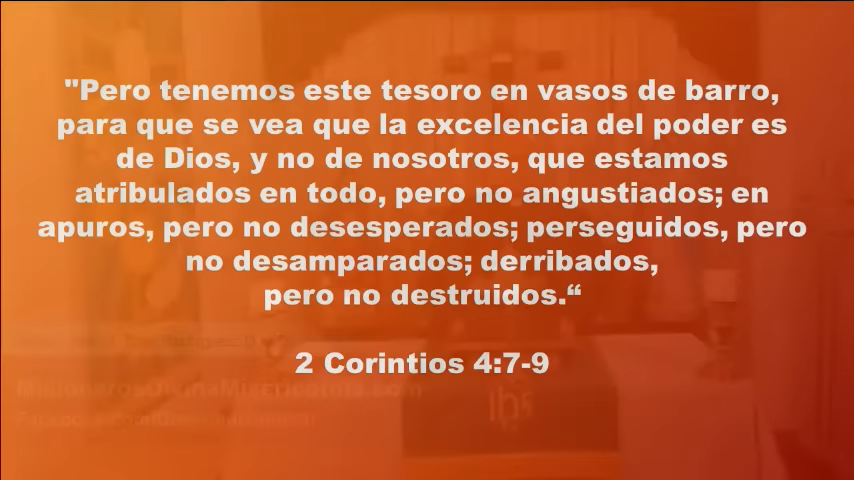 "Pero tenemos este tesoro en vasos de barro,
para que se vea que la excelencia del poder es
de Dios, y no de nosotros, que estamos
atribulados en todo, pero no angustiados; en
apuros, pero no desesperados; perseguidos, pero
no desamparados; derribados,
pero no destruidos.“
2 Corintios 4:7-9